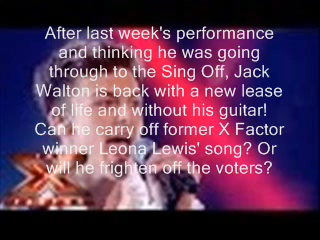 After last week's performance
and thinking he was going
through to the Sing Off, Jack
Walton is back with a new lease
of life and without his guitar!
Can he carry off former X Factor
winner Leona Lewis' song? Or
will he frighten off the voters?